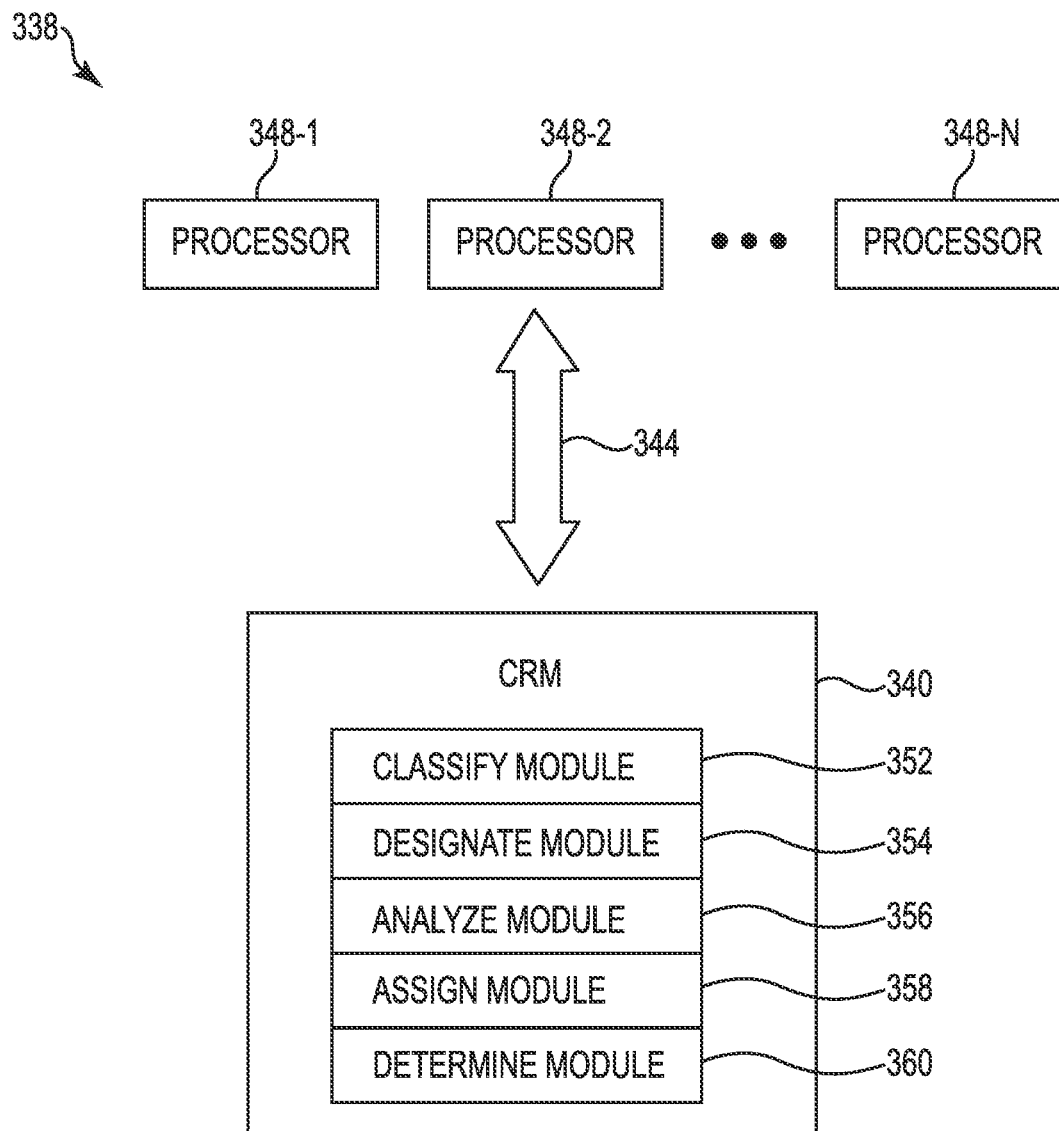 338
348-1 348-2 348-N
PROCESSOR PROCESSOR PROCESSOR
344
CRM
340
CLASSIFY MODULE 352
DESIGNATE MODULE 354
ANALYZE MODULE 356
ASSIGN MODULE 358
DETERMINE MODULE 360